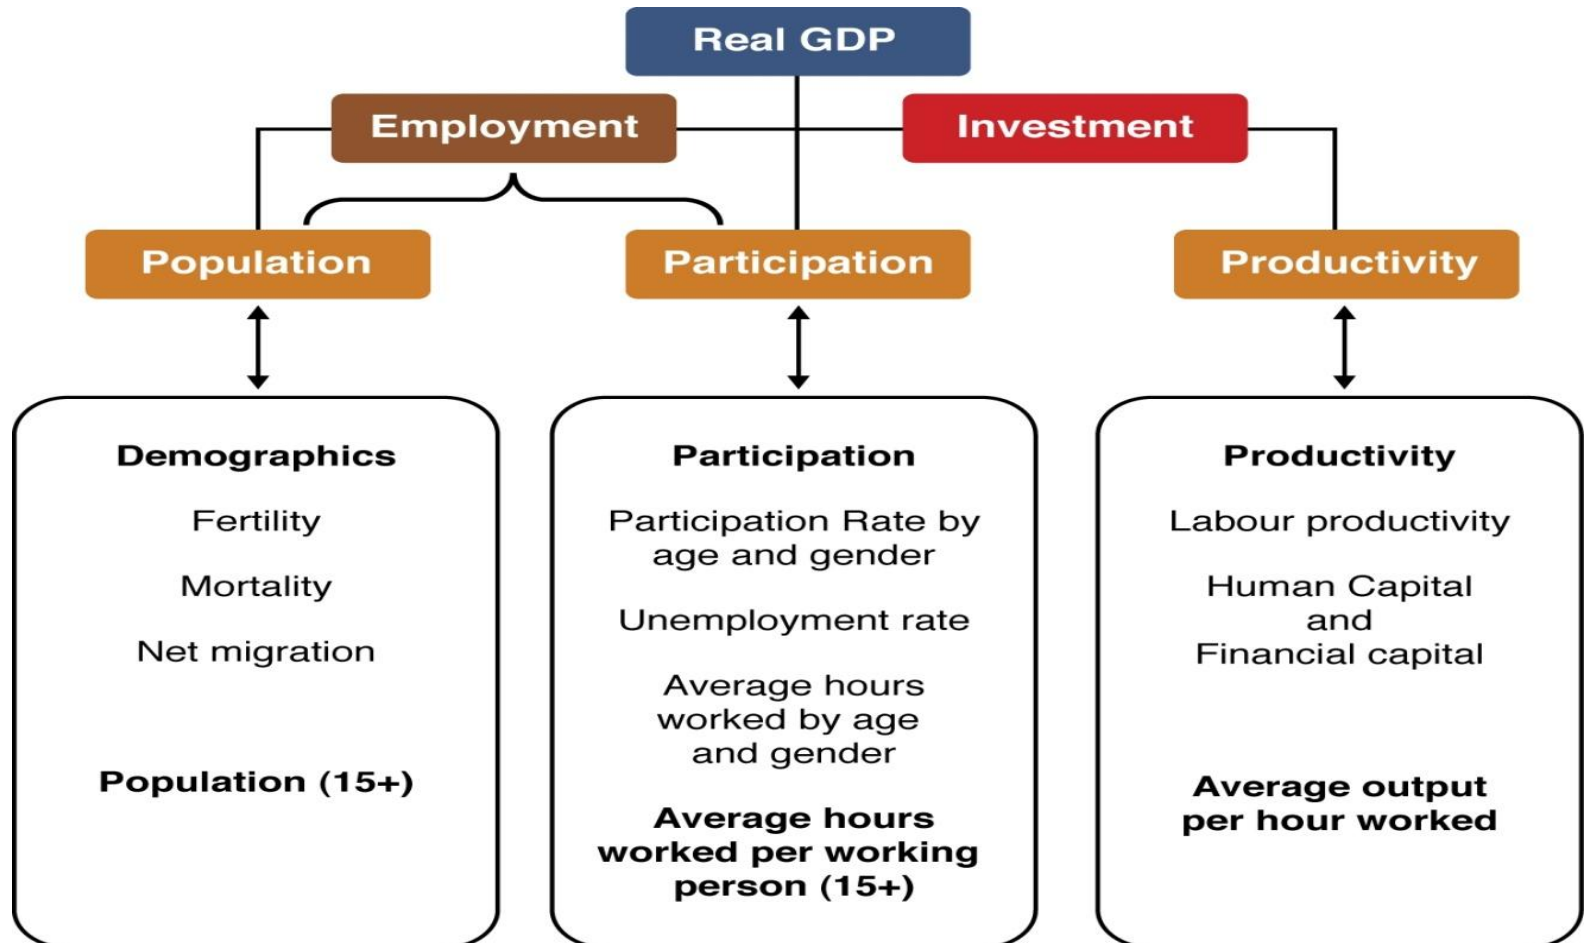 Real GDP
Employment
Investment
Population
Participation
Productivity
Demographics
Fertility
Mortality
Net migration
Population (15+)
Participation
Participation Rate by
age and gender
Unemployment rate
Average hours
worked by age
and gender
Average hours
worked per working
person (15+)
Productivity
Labour productivity
Human Capital
and
Financial capital
Average output
per hour worked